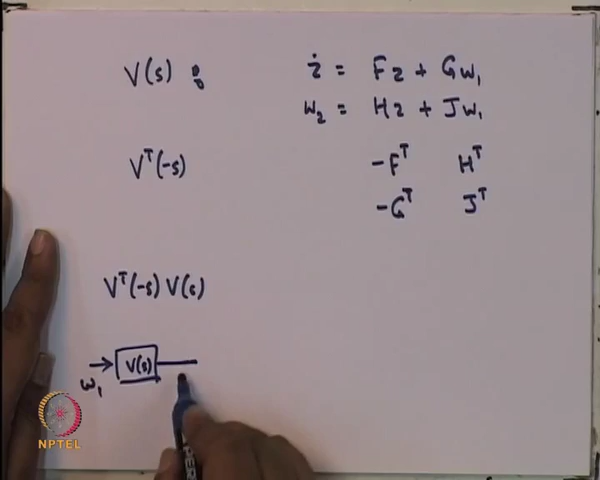 V(s) : ż = Fz + Gw₁
w₂ = Hz + Jw₁
Vᵀ(-s) -Fᵀ Hᵀ
-Gᵀ Jᵀ
Vᵀ(-s) V(s)
V(s)
w₁
NPTEL